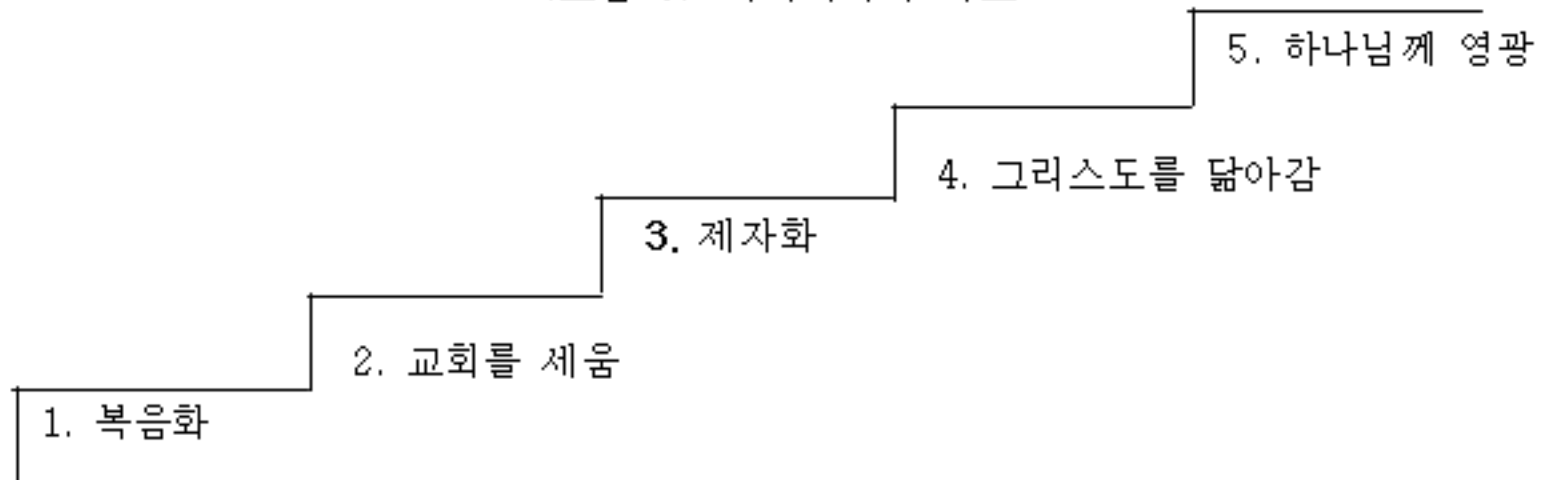 5. 하나님께 영광
4. 그리스도를 닮아감
3. 제자화
2. 교회를 세움
1. 복음화